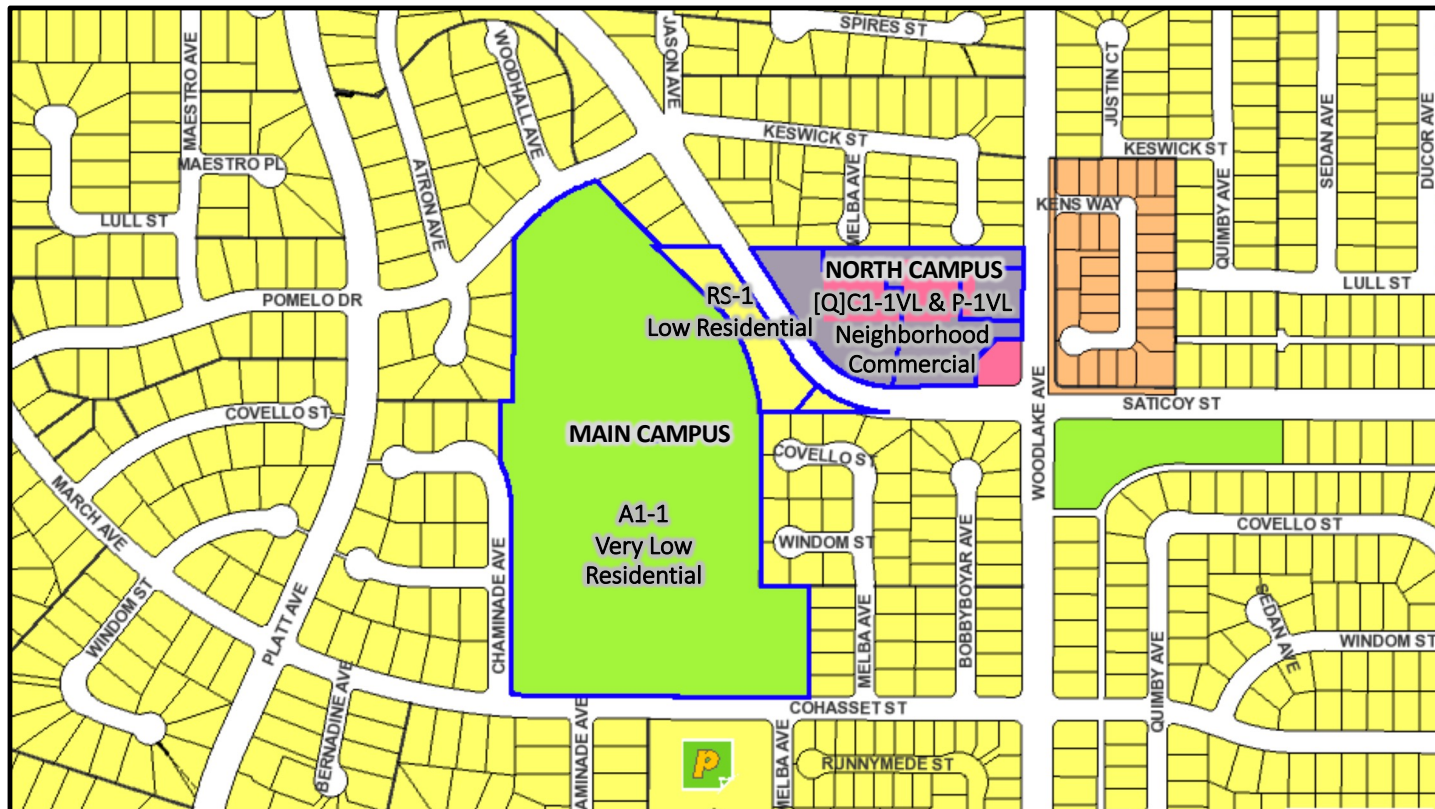 SPIRES ST
MAESTRO AVE
WOODHALL AVE
JASON AVE
JUSTIN CT
SEDAN AVE
DUCOR AVE
KESWICK ST
KESWICK ST
MAESTRO PL
ATRON AVE
MELBA AVE
KENS WAY
QUIMBY AVE
LULL ST
LULL ST
POMELO DR
NORTH CAMPUS
[Q]C1-1VL & P-1VL
Neighborhood
Commercial
RS-1
Low Residential
SATICOY ST
WOODLAKE AVE
COVELLO ST
MAIN CAMPUS
COVELLO ST
MARCH AVE
A1-1
Very Low
Residential
COVELLO ST
WINDOM ST
WINDOM ST
PLATT AVE
CHAMINADE AVE
MELBA AVE
BOBBYBOYAR AVE
QUIMBY AVE
SEDAN AVE
WINDOM ST
BERNADINE AVE
COHASSET ST
AMINADE AVE
MELBA AVE
P
RUNNYMEDE ST